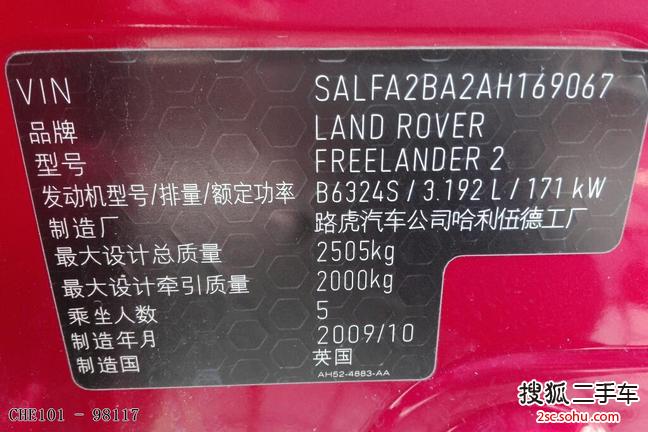 VIN SALFA2BA2AH169067
品牌 LAND ROVER
型号 FREELANDER 2
发动机型号/排量/额定功率 B6324S / 3.192 L / 171 kW
制造厂 路虎汽车公司哈利伍德工厂
最大设计总质量 2505kg
最大设计牵引质量 2000kg
乘坐人数 5
制造年月 2009/10
制造国 英国
AH52-4883-AA
CHE101 - 98117
搜狐二手车
2sc.sohu.com